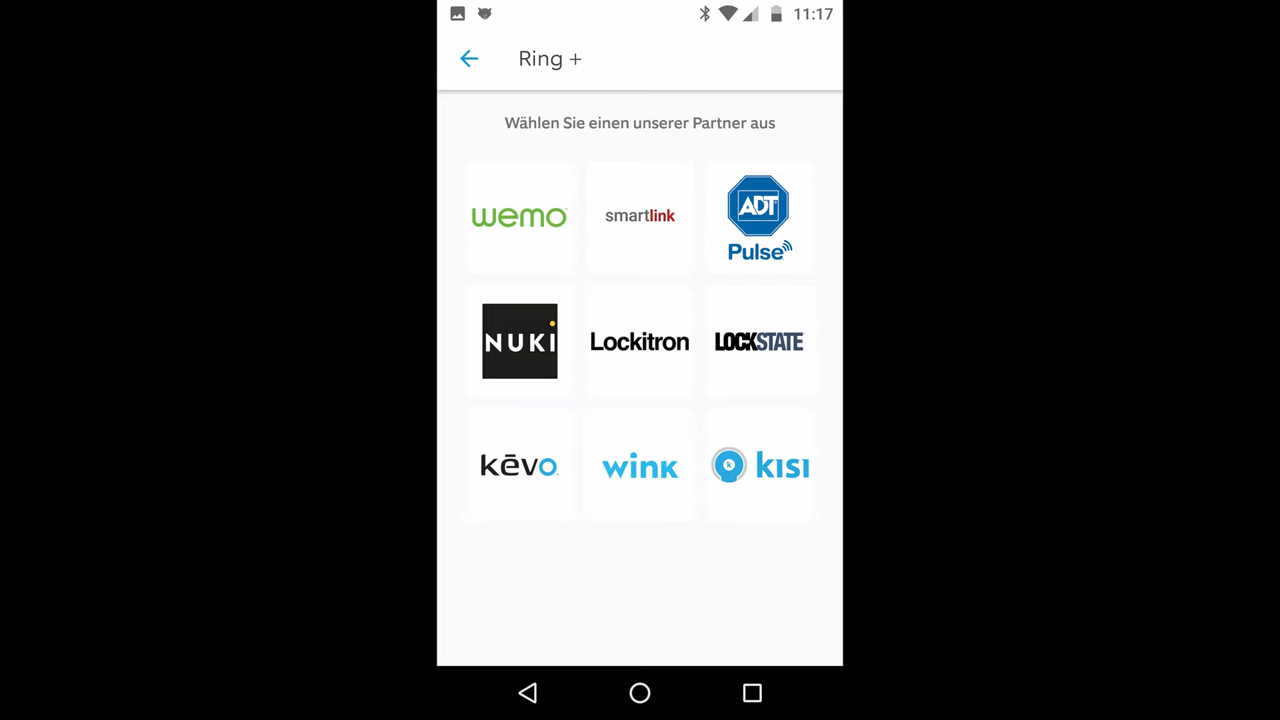 11:17
Ring +
Wählen Sie einen unserer Partner aus
wemo
smartlink
ADT
Pulse
NUKi
Lockitron
LOCKSTATE
kēvo
wink
k kisi